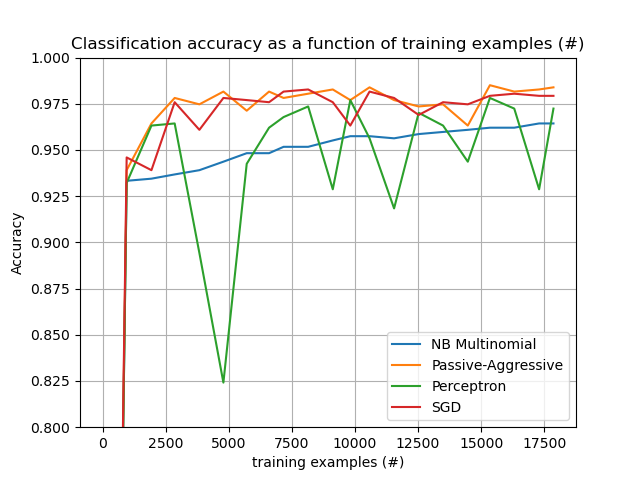 Classification accuracy as a function of training examples (#)
1.000
0.975
0.950
0.925
0.900
0.875
0.850
0.825
0.800
Accuracy
NB Multinomial
Passive-Aggressive
Perceptron
SGD
0 2500 5000 7500 10000 12500 15000 17500
training examples (#)